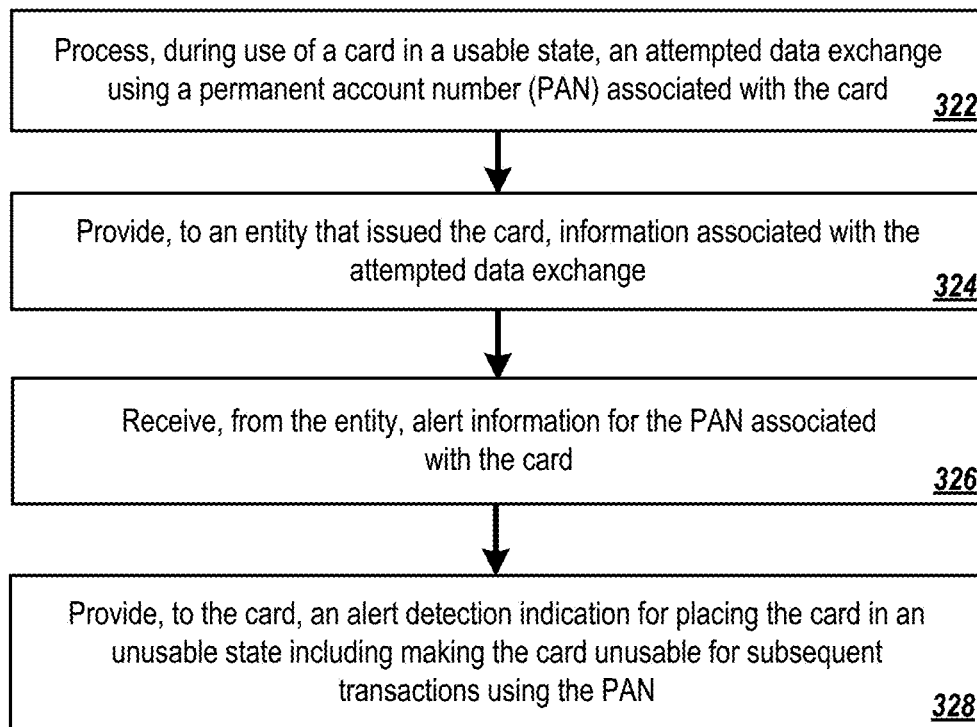 Process, during use of a card in a usable state, an attempted data exchange
using a permanent account number (PAN) associated with the card
322
Provide, to an entity that issued the card, information associated with the
attempted data exchange
324
Receive, from the entity, alert information for the PAN associated
with the card
326
Provide, to the card, an alert detection indication for placing the card in an
unusable state including making the card unusable for subsequent
transactions using the PAN
328